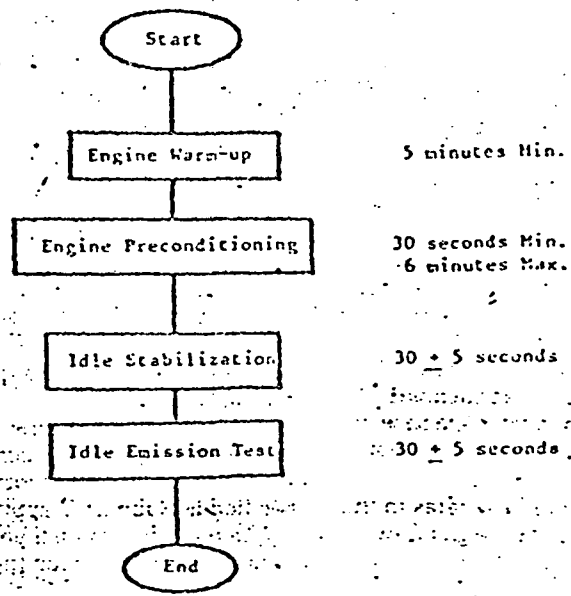 Start
Engine Warm-up 5 minutes Min.
Engine Preconditioning 30 seconds Min.
6 minutes Max.
Idle Stabilization 30 ± 5 seconds
Idle Emission Test 30 ± 5 seconds
End